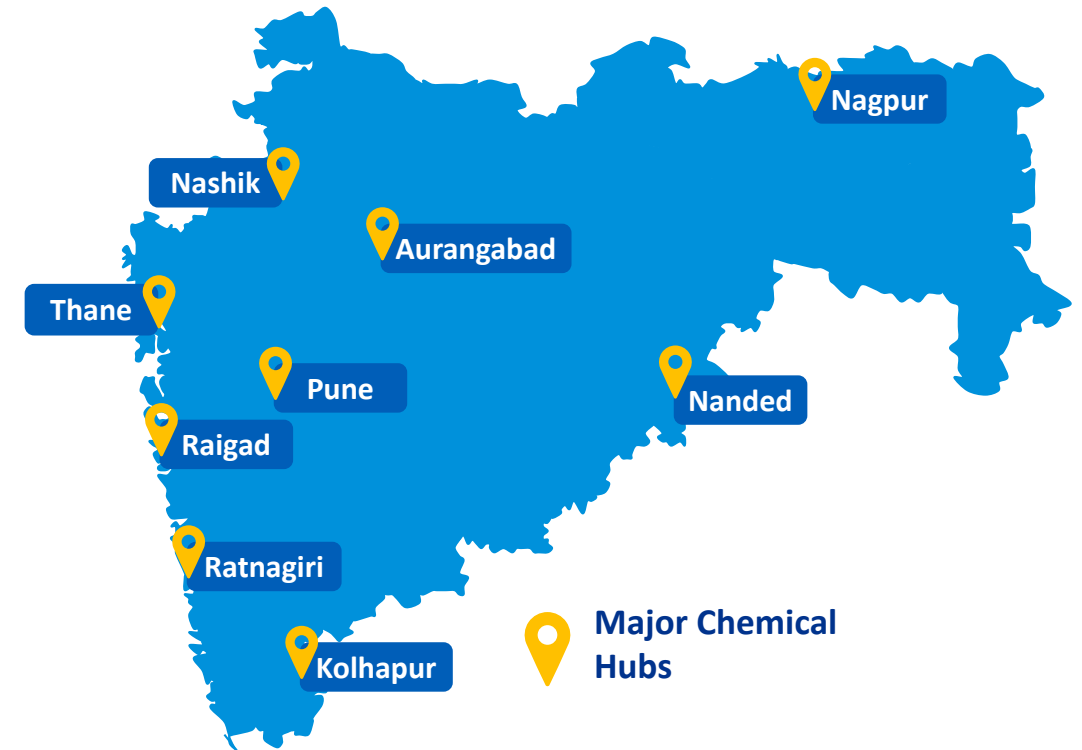 Nagpur
Nashik
Aurangabad
Thane
Pune
Nanded
Raigad
Ratnagiri
Major Chemical
Hubs
Kolhapur